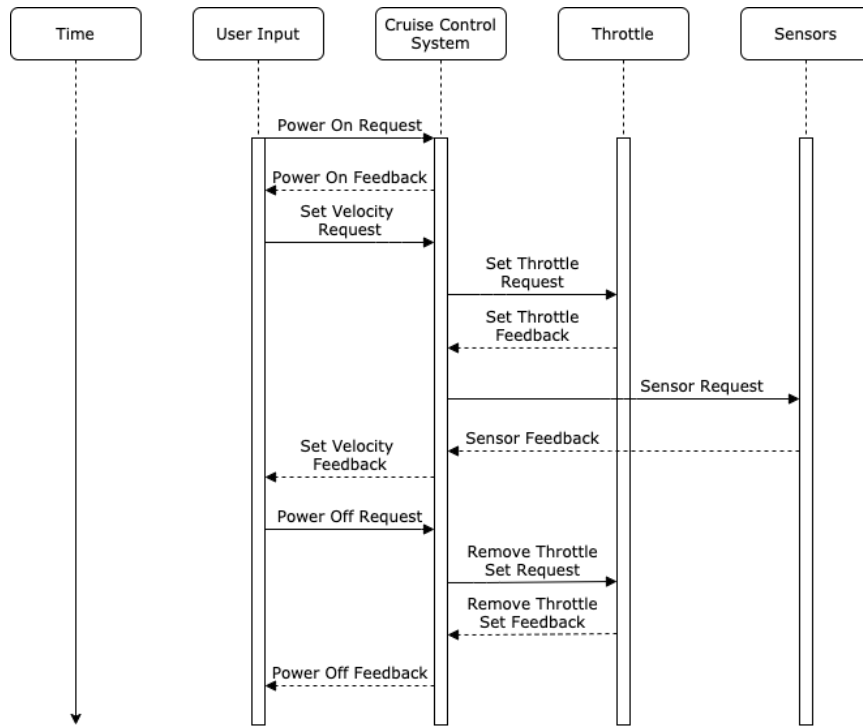 Time
User Input
Cruise Control
System
Throttle
Sensors
Power On Request
Power On Feedback
Set Velocity
Request
Set Throttle
Request
Set Throttle
Feedback
Sensor Request
Sensor Feedback
Set Velocity
Feedback
Power Off Request
Remove Throttle
Set Request
Remove Throttle
Set Feedback
Power Off Feedback